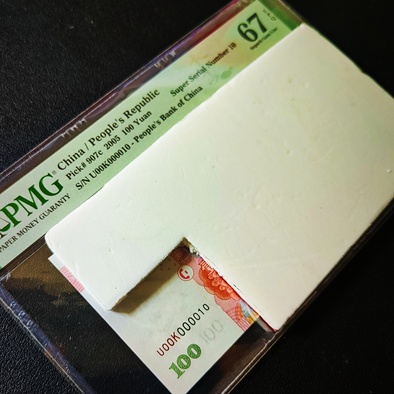 PMG
PAPER MONEY GUARANTY
China / People's Republic
Pick# 907c 2005 100 Yuan
S/N U00K000010 - People's Bank of China
Super Serial Number 10
67
U00K000010
100
100